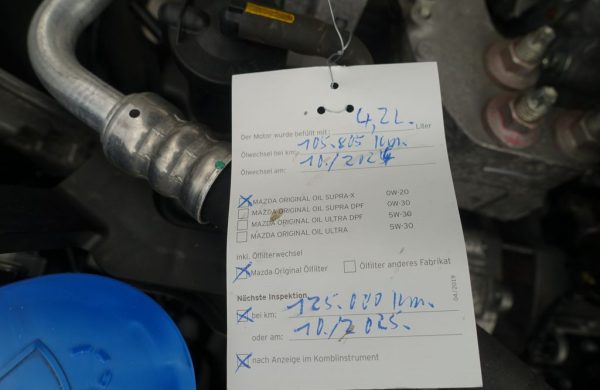 Der Motor wurde befüllt mit: 4,2 L. Liter
Ölwechsel bei km: 105.805 km.
Ölwechsel am: 10./2024
MAZDA ORIGINAL OIL SUPRA-X 0W-20
MAZDA ORIGINAL OIL SUPRA DPF 0W-30
MAZDA ORIGINAL OIL ULTRA DPF 5W-30
MAZDA ORIGINAL OIL ULTRA 5W-30
inkl. Ölfilterwechsel
Mazda Original Ölfilter Ölfilter anderes Fabrikat
Nächste Inspektion
bei km: 125.000 km.
oder am: 10./2025.
nach Anzeige im Kombiinstrument
04/2019